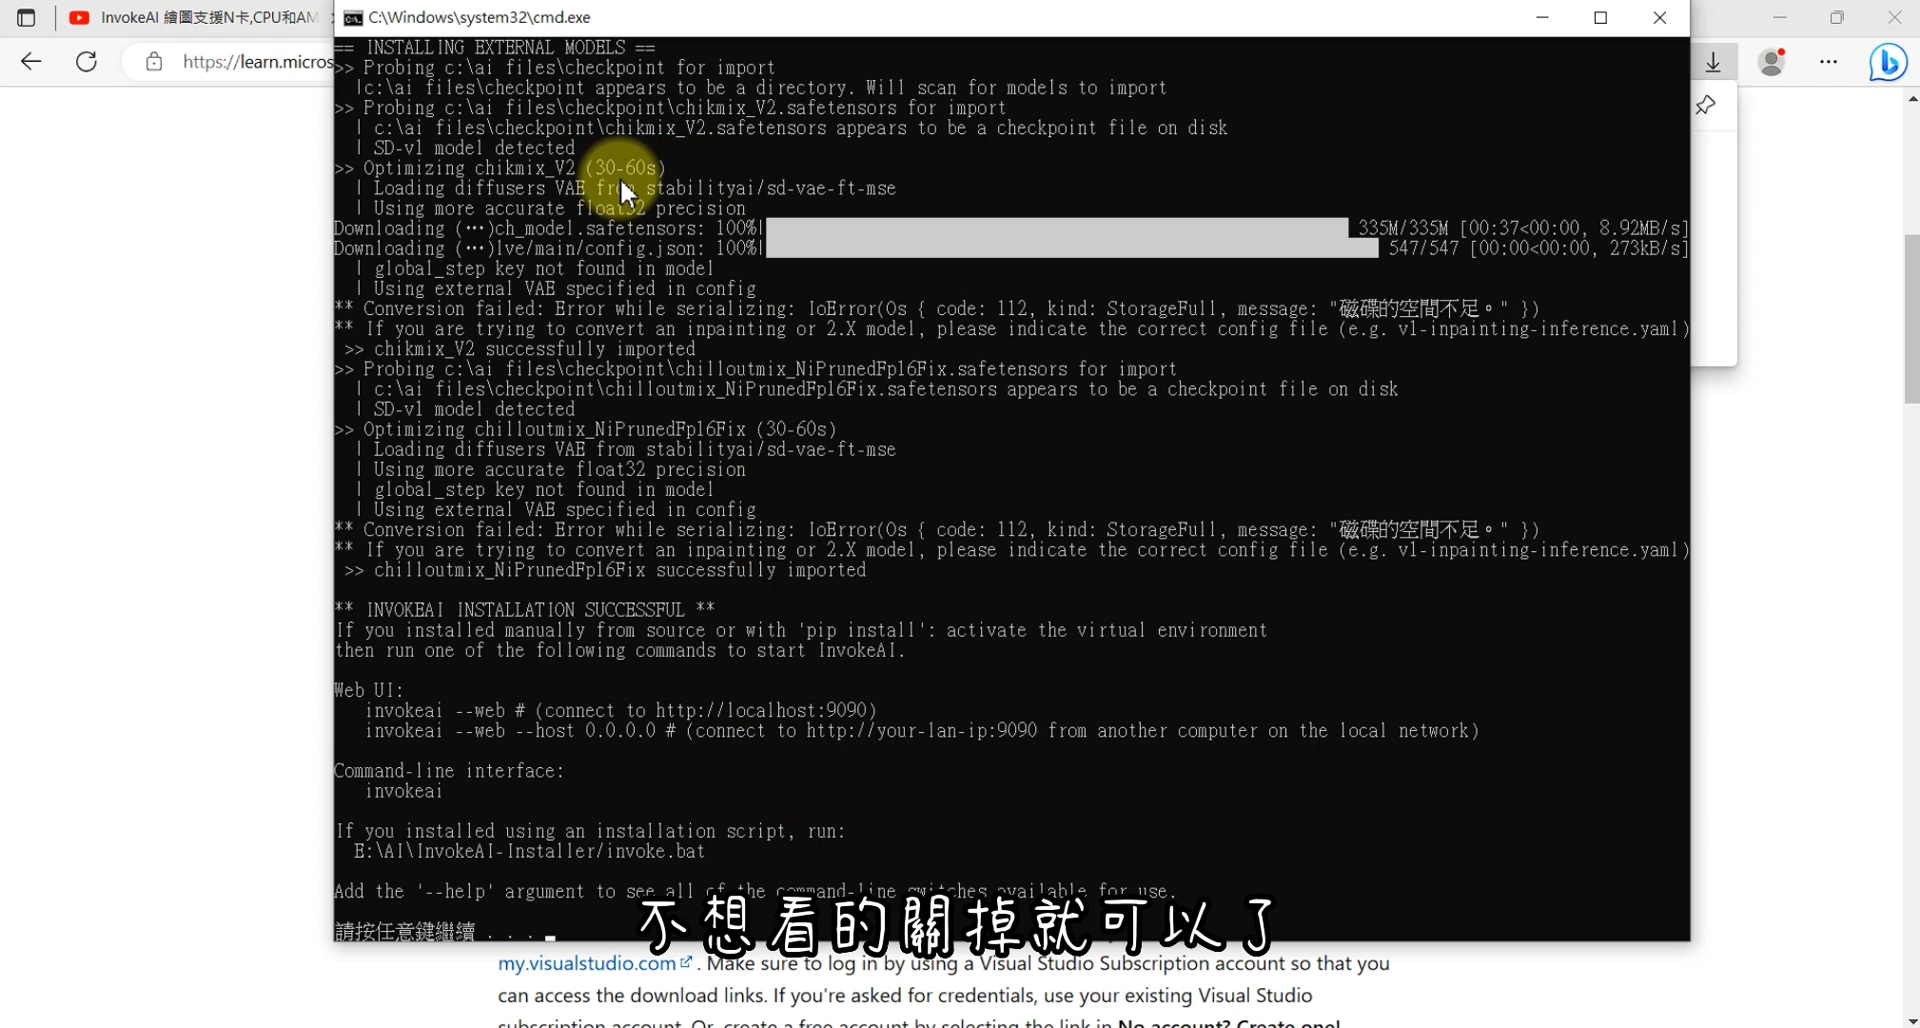 InvokeAI 繪圖支援N卡,CPU和AM
C:\Windows\system32\cmd.exe
https://learn.micros
== INSTALLING EXTERNAL MODELS ==
>> Probing c:\ai files\checkpoint for import
|c:\ai files\checkpoint appears to be a directory. Will scan for models to import
>> Probing c:\ai files\checkpoint\chikmix_V2.safetensors for import
| c:\ai files\checkpoint\chikmix_V2.safetensors appears to be a checkpoint file on disk
| SD-v1 model detected
>> Optimizing chikmix_V2 (30-60s)
| Loading diffusers VAE from stabilityai/sd-vae-ft-mse
| Using more accurate float32 precision
Downloading (…)ch_model.safetensors: 100%| 335M/335M [00:37<00:00, 8.92MB/s]
Downloading (…)lve/main/config.json: 100%| 547/547 [00:00<00:00, 273kB/s]
| global_step key not found in model
| Using external VAE specified in config
** Conversion failed: Error while serializing: IoError(Os { code: 112, kind: StorageFull, message: "磁碟的空間不足。" })
** If you are trying to convert an inpainting or 2.X model, please indicate the correct config file (e.g. v1-inpainting-inference.yaml)
>> chikmix_V2 successfully imported
>> Probing c:\ai files\checkpoint\chilloutmix_NiPrunedFp16Fix.safetensors for import
| c:\ai files\checkpoint\chilloutmix_NiPrunedFp16Fix.safetensors appears to be a checkpoint file on disk
| SD-v1 model detected
>> Optimizing chilloutmix_NiPrunedFp16Fix (30-60s)
| Loading diffusers VAE from stabilityai/sd-vae-ft-mse
| Using more accurate float32 precision
| global_step key not found in model
| Using external VAE specified in config
** Conversion failed: Error while serializing: IoError(Os { code: 112, kind: StorageFull, message: "磁碟的空間不足。" })
** If you are trying to convert an inpainting or 2.X model, please indicate the correct config file (e.g. v1-inpainting-inference.yaml)
>> chilloutmix_NiPrunedFp16Fix successfully imported
** INVOKEAI INSTALLATION SUCCESSFUL **
If you installed manually from source or with 'pip install': activate the virtual environment
then run one of the following commands to start InvokeAI.
Web UI:
invokeai --web # (connect to http://localhost:9090)
invokeai --web --host 0.0.0.0 # (connect to http://your-lan-ip:9090 from another computer on the local network)
Command-line interface:
invokeai
If you installed using an installation script, run:
E:\AI\InvokeAI-Installer/invoke.bat
Add the '--help' argument to see all of the command-line switches available for use.
請按任意鍵繼續 . . .
不想看的關掉就可以了
my.visualstudio.com . Make sure to log in by using a Visual Studio Subscription account so that you
can access the download links. If you're asked for credentials, use your existing Visual Studio
subscription account. Or, create a free account by selecting the link in No account? Create one!